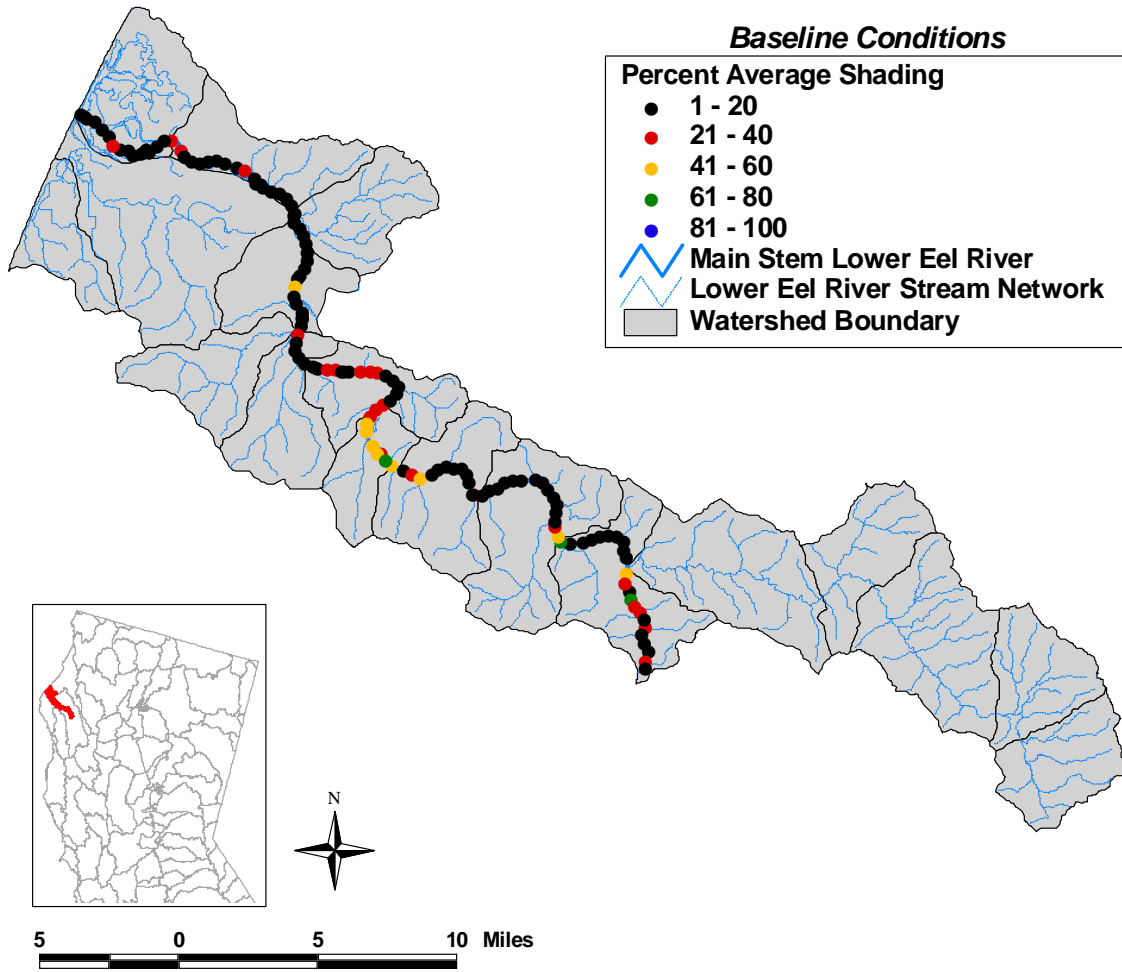 Baseline Conditions
Percent Average Shading
1 - 20
21 - 40
41 - 60
61 - 80
81 - 100
Main Stem Lower Eel River
Lower Eel River Stream Network
Watershed Boundary
N
5 0 5 10 Miles